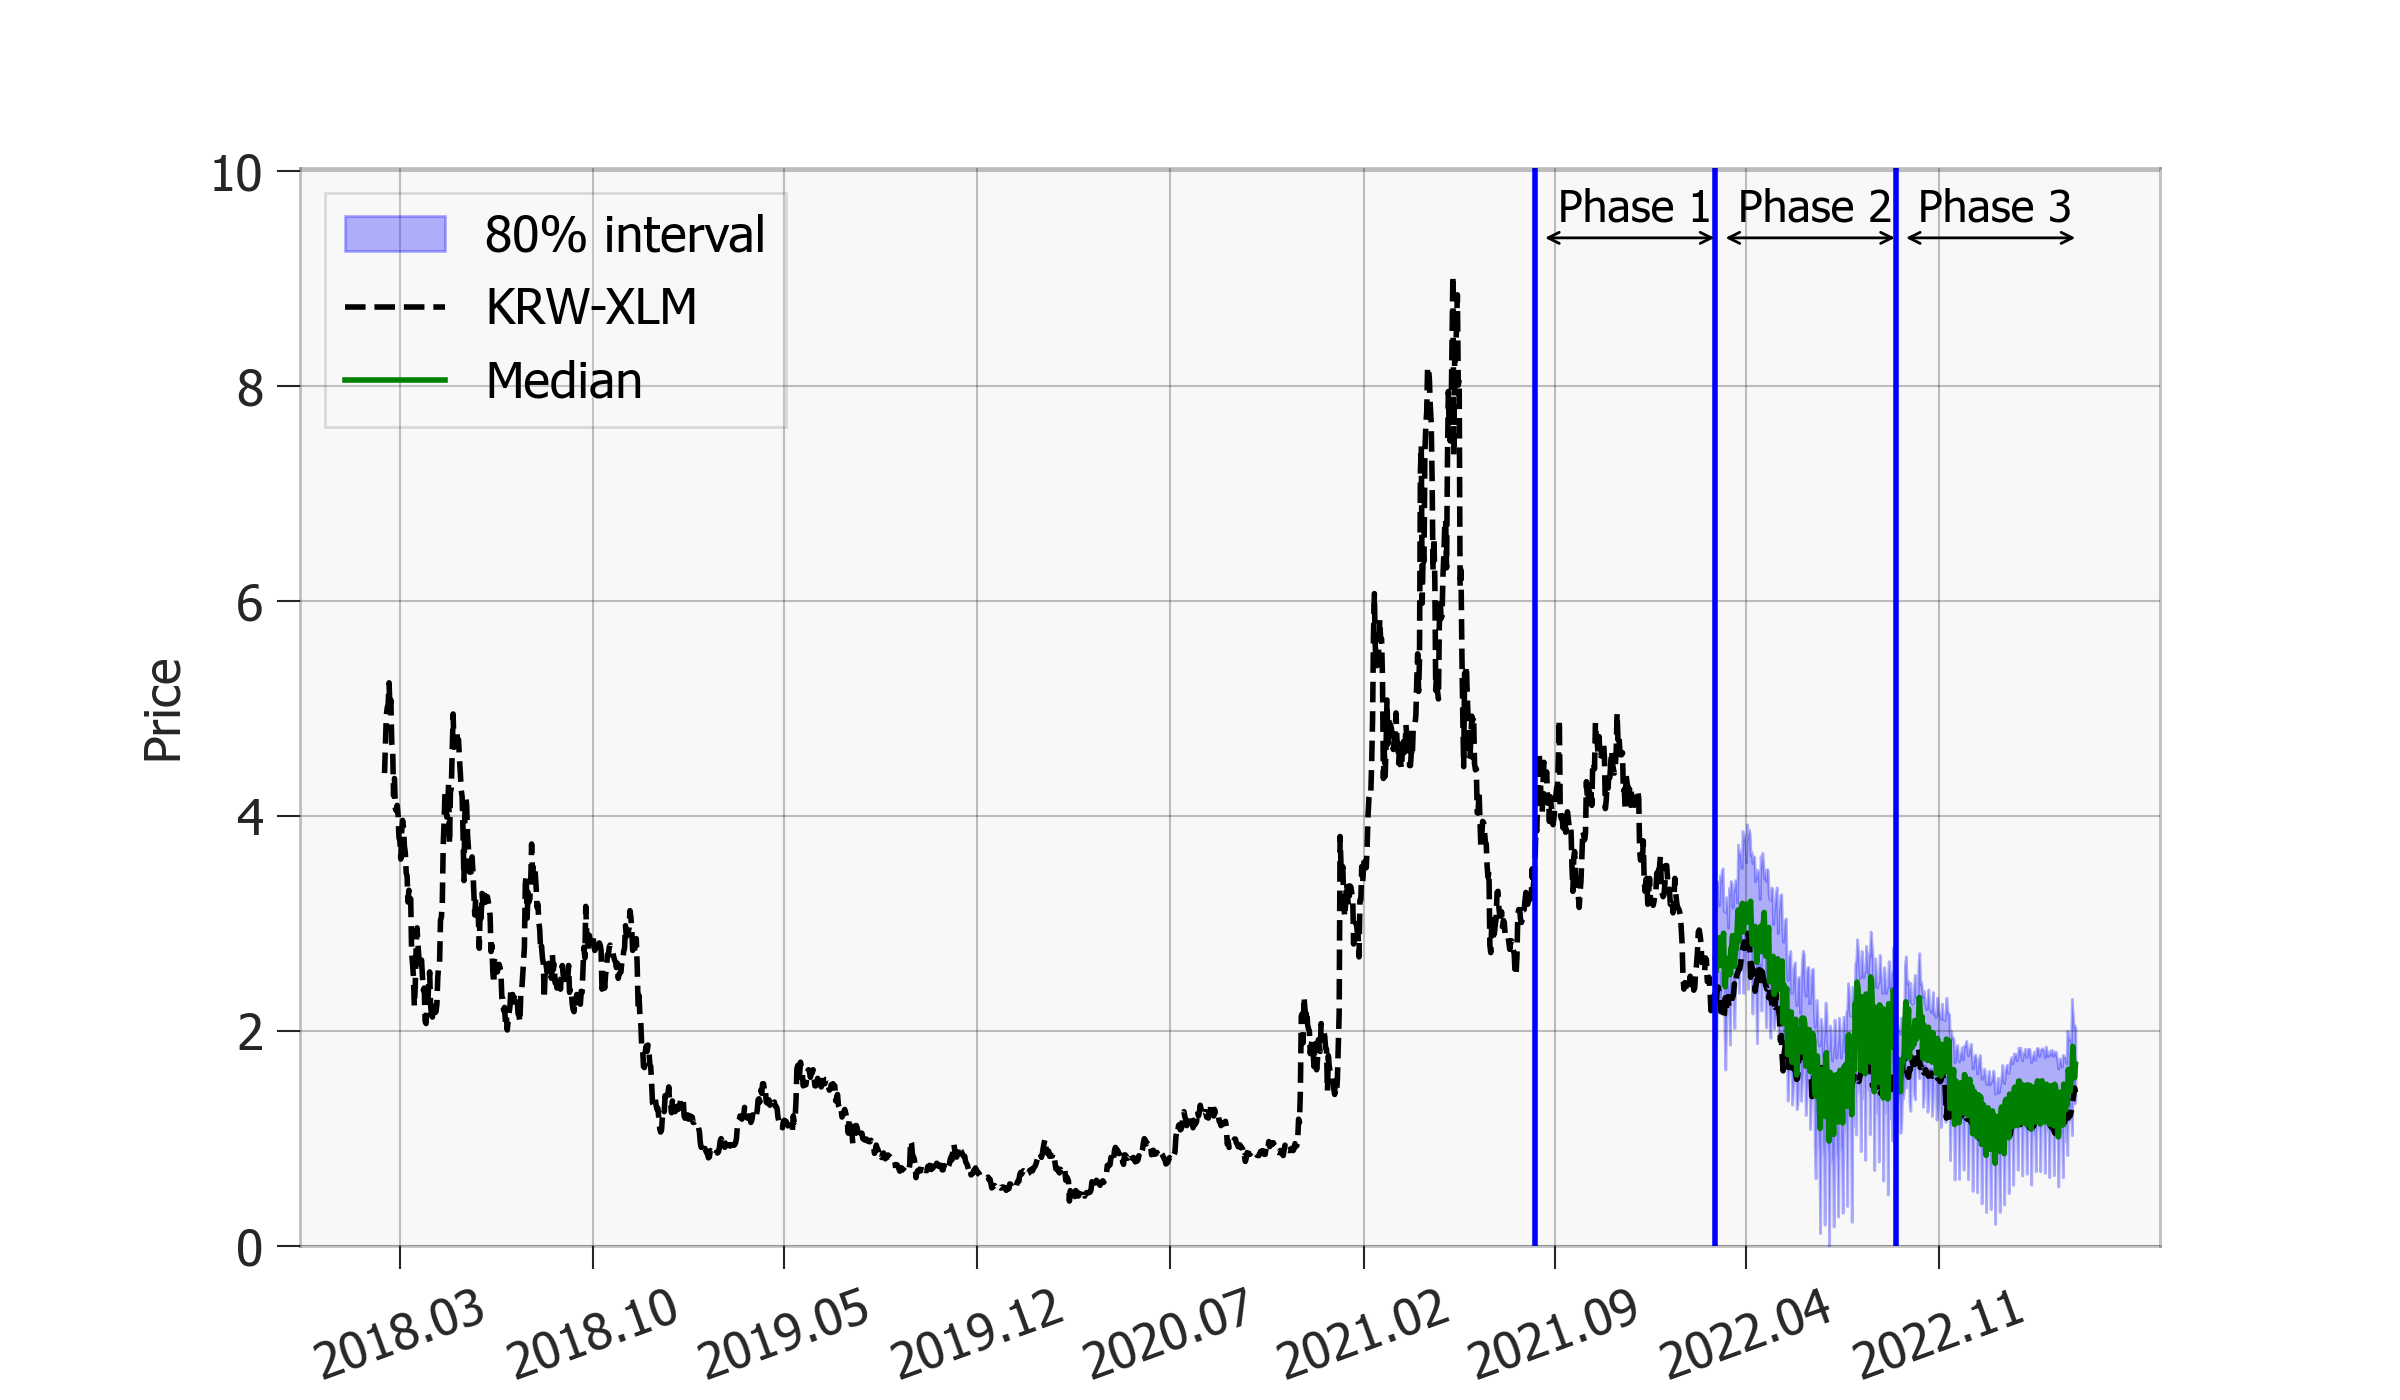 10
8
6
4
2
0
Price
80% interval
KRW-XLM
Median
Phase 1
Phase 2
Phase 3
2018.03
2018.10
2019.05
2019.12
2020.07
2021.02
2021.09
2022.04
2022.11